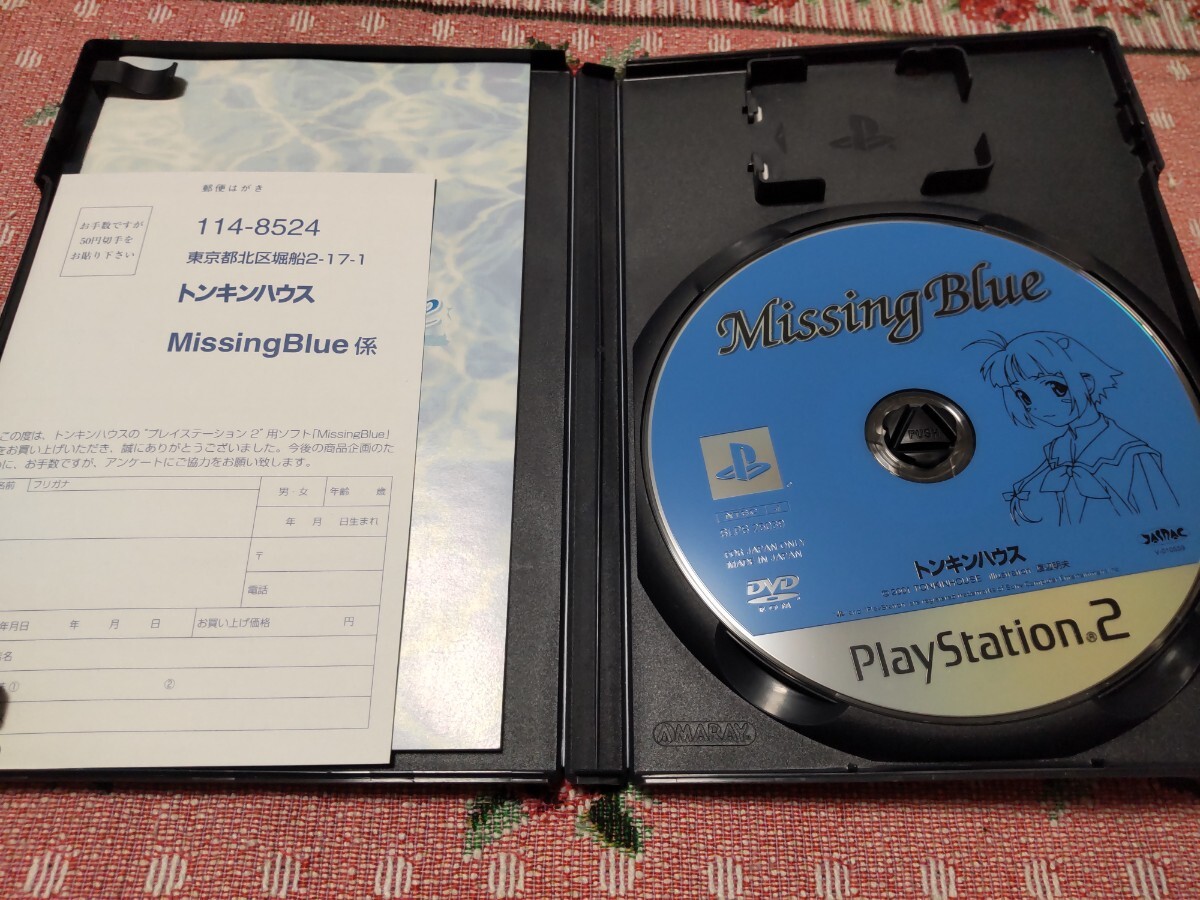 郵便はがき
お手数ですが
50円切手を
お貼り下さい
114-8524
東京都北区堀船2-17-1
トンキンハウス
MissingBlue 係
この度は、トンキンハウスの"プレイステーション 2"用ソフト「MissingBlue」
をお買い上げいただき、誠にありがとうございました。今後の商品企画のた
に、お手数ですが、アンケートにご協力をお願い致します。
名前 フリガナ 男・女 年齢 歳
年 月 日生まれ
〒
電話
年月日 年 月 日 お買い上げ価格 円
名
① ②
e
Missing Blue
PUSH
FOR JAPAN ONLY
MADE IN JAPAN
DVD
トンキンハウス
PlayStation®2
AMARAY